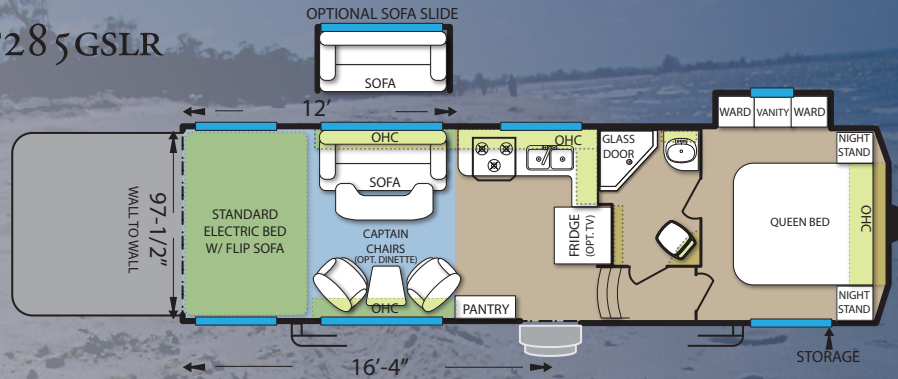 OPTIONAL SOFA SLIDE
285GSLR
SOFA
12'
WARD VANITY WARD
OHC
OHC
GLASS
DOOR
NIGHT
STAND
SOFA
97-1/2"
WALL TO WALL
STANDARD
ELECTRIC BED
W/ FLIP SOFA
CAPTAIN
CHAIRS
(OPT. DINETTE)
FRIDGE
(OPT. TV)
QUEEN BED
OHC
OHC
PANTRY
NIGHT
STAND
STORAGE
16'-4"